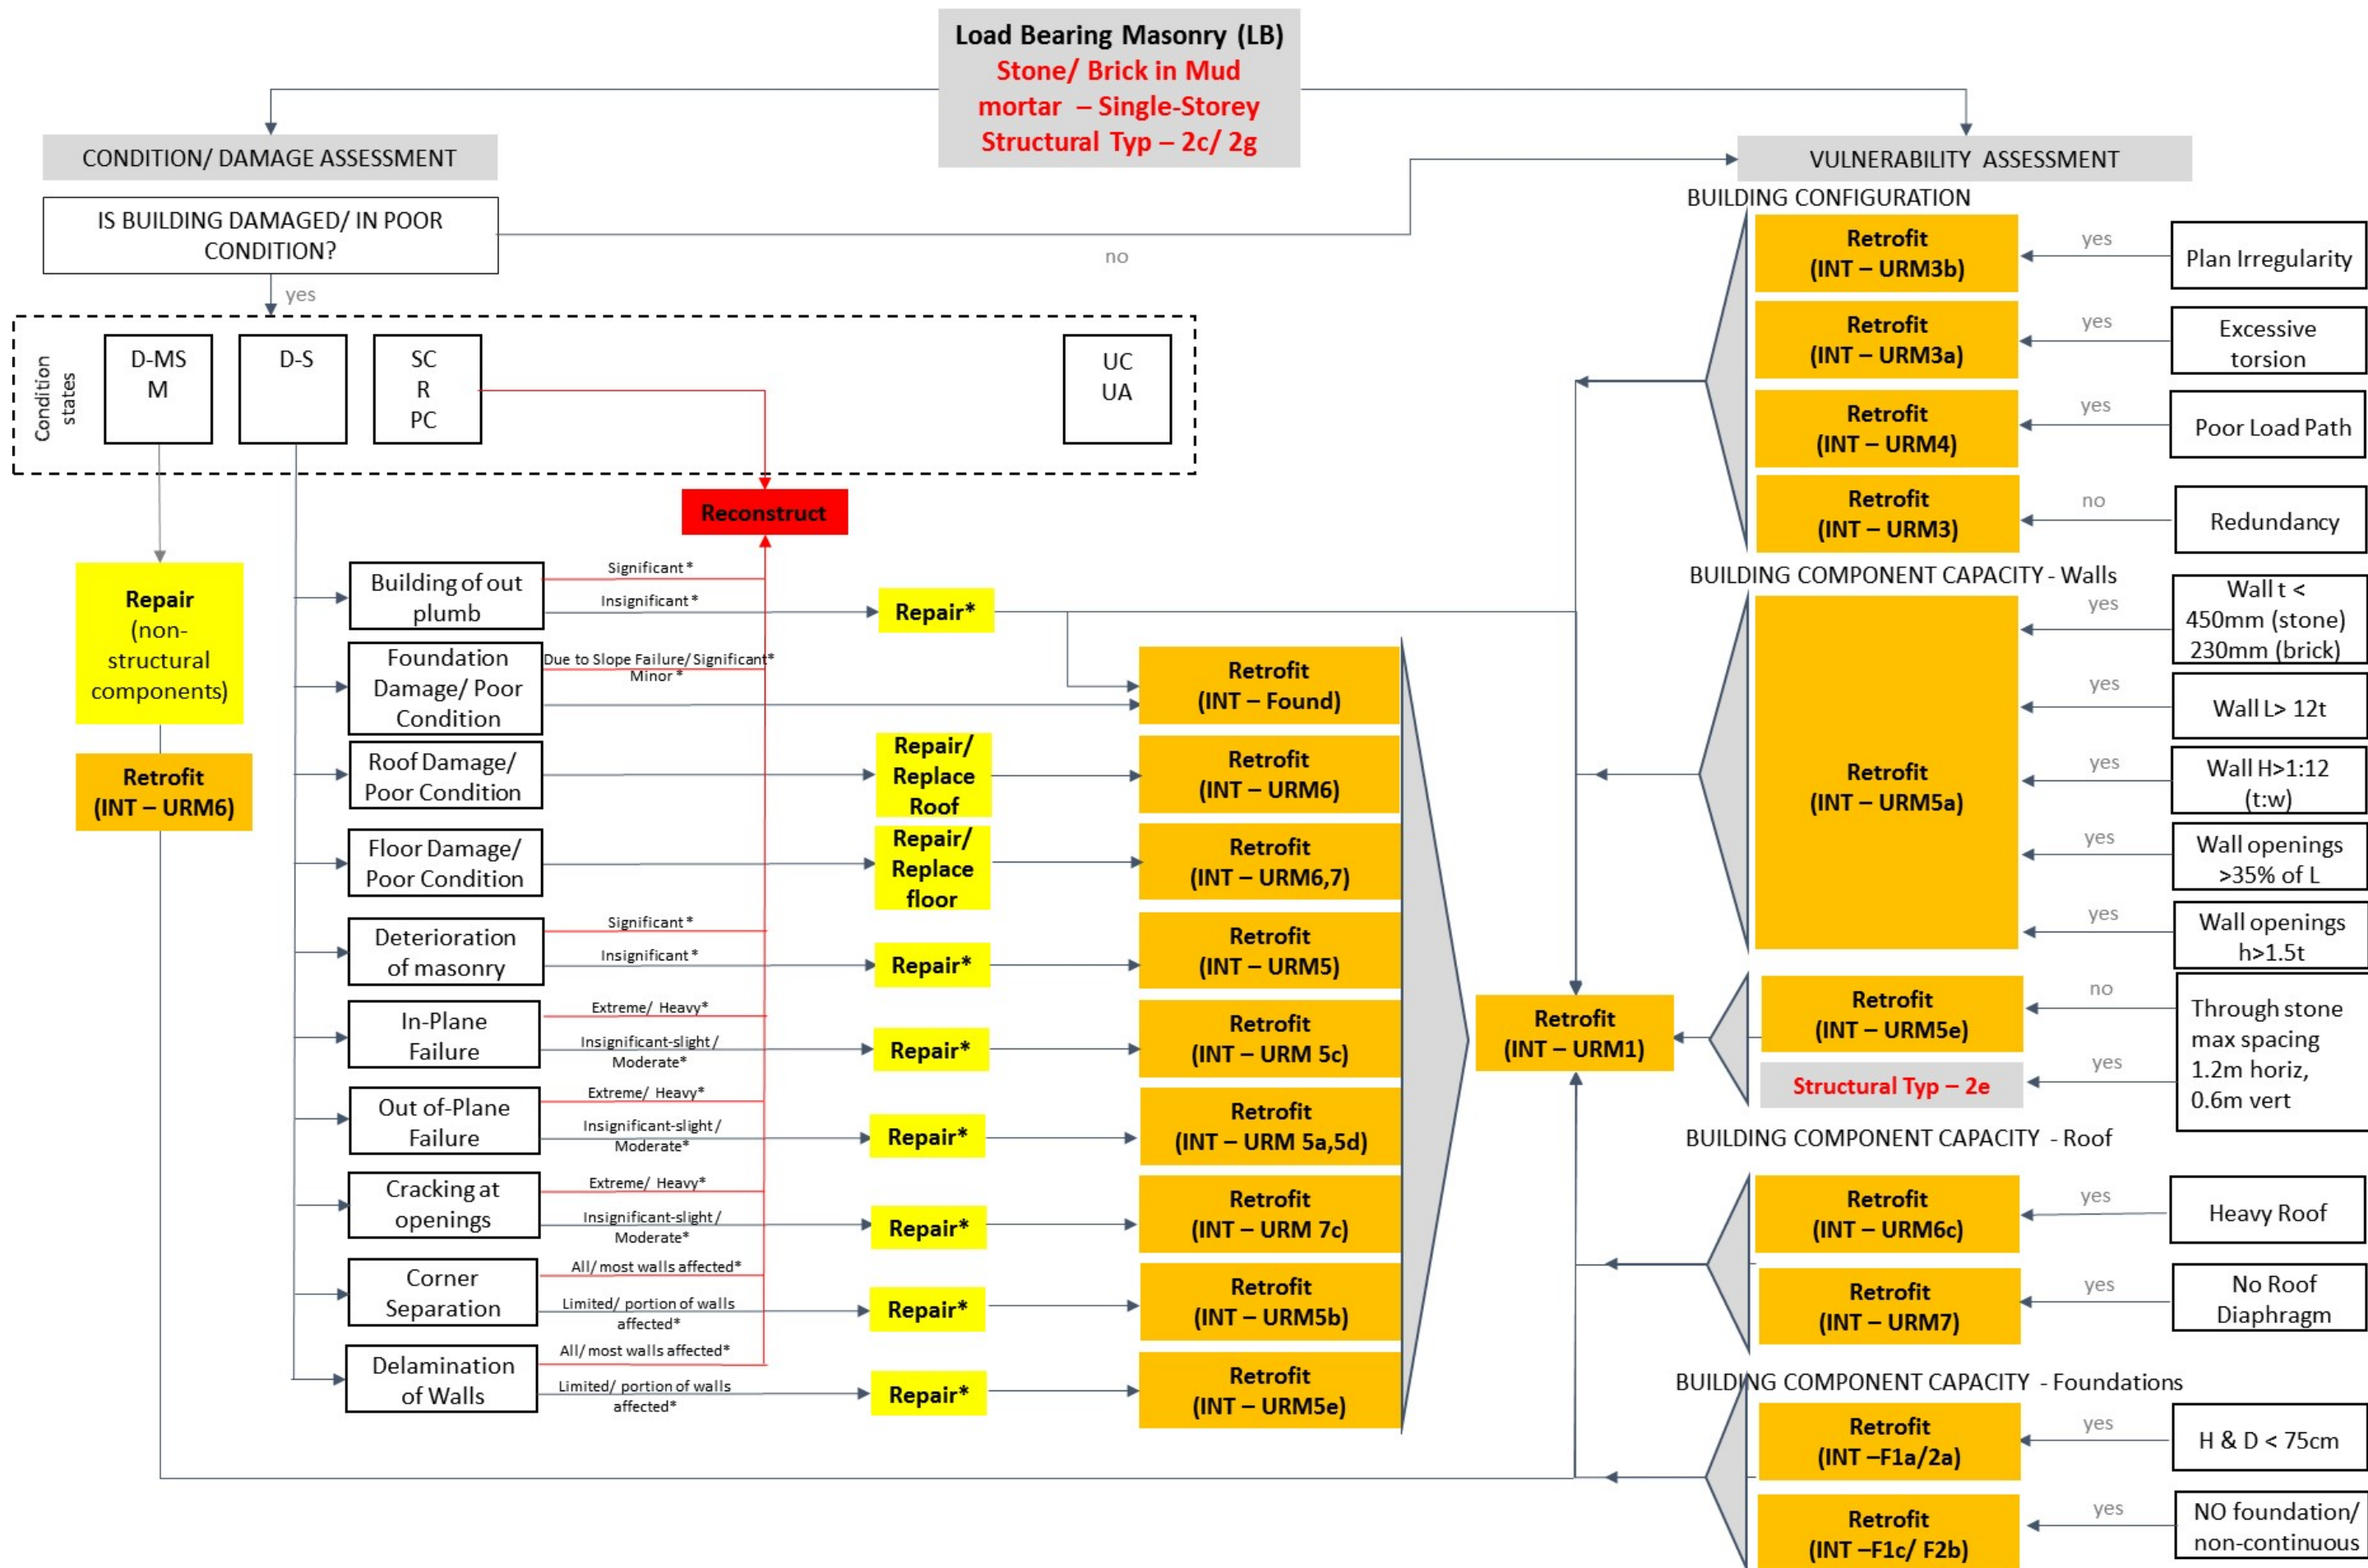 Load Bearing Masonry (LB)
Stone/ Brick in Mud
mortar – Single-Storey
Structural Typ – 2c/ 2g
CONDITION/ DAMAGE ASSESSMENT
IS BUILDING DAMAGED/ IN POOR
CONDITION?
no
yes
Condition
states
D-MS
M
D-S
SC
R
PC
UC
UA
Reconstruct
Repair
(non-
structural
components)
Retrofit
(INT – URM6)
Building of out
plumb
Significant *
Insignificant *
Repair*
Foundation
Damage/ Poor
Condition
Due to Slope Failure/ Significant*
Minor *
Retrofit
(INT – Found)
Roof Damage/
Poor Condition
Repair/
Replace
Roof
Retrofit
(INT – URM6)
Floor Damage/
Poor Condition
Repair/
Replace
floor
Retrofit
(INT – URM6,7)
Deterioration
of masonry
Significant *
Insignificant *
Repair*
Retrofit
(INT – URM5)
In-Plane
Failure
Extreme/ Heavy*
Insignificant-slight /
Moderate*
Repair*
Retrofit
(INT – URM 5c)
Out of-Plane
Failure
Extreme/ Heavy*
Insignificant-slight /
Moderate*
Repair*
Retrofit
(INT – URM 5a,5d)
Cracking at
openings
Extreme/ Heavy*
Insignificant-slight /
Moderate*
Repair*
Retrofit
(INT – URM 7c)
Corner
Separation
All/ most walls affected*
Limited/ portion of walls
affected*
Repair*
Retrofit
(INT – URM5b)
Delamination
of Walls
All/ most walls affected*
Limited/ portion of walls
affected*
Repair*
Retrofit
(INT – URM5e)
Retrofit
(INT – URM1)
VULNERABILITY ASSESSMENT
BUILDING CONFIGURATION
Retrofit
(INT – URM3b)
yes
Plan Irregularity
Retrofit
(INT – URM3a)
yes
Excessive
torsion
Retrofit
(INT – URM4)
yes
Poor Load Path
Retrofit
(INT – URM3)
no
Redundancy
BUILDING COMPONENT CAPACITY - Walls
Retrofit
(INT – URM5a)
yes
Wall t <
450mm (stone)
230mm (brick)
yes
Wall L> 12t
yes
Wall H>1:12
(t:w)
yes
Wall openings
>35% of L
yes
Wall openings
h>1.5t
Retrofit
(INT – URM5e)
no
Structural Typ – 2e
yes
Through stone
max spacing
1.2m horiz,
0.6m vert
BUILDING COMPONENT CAPACITY - Roof
Retrofit
(INT – URM6c)
yes
Heavy Roof
Retrofit
(INT – URM7)
yes
No Roof
Diaphragm
BUILDING COMPONENT CAPACITY - Foundations
Retrofit
(INT –F1a/2a)
yes
H & D < 75cm
Retrofit
(INT –F1c/ F2b)
yes
NO foundation/
non-continuous